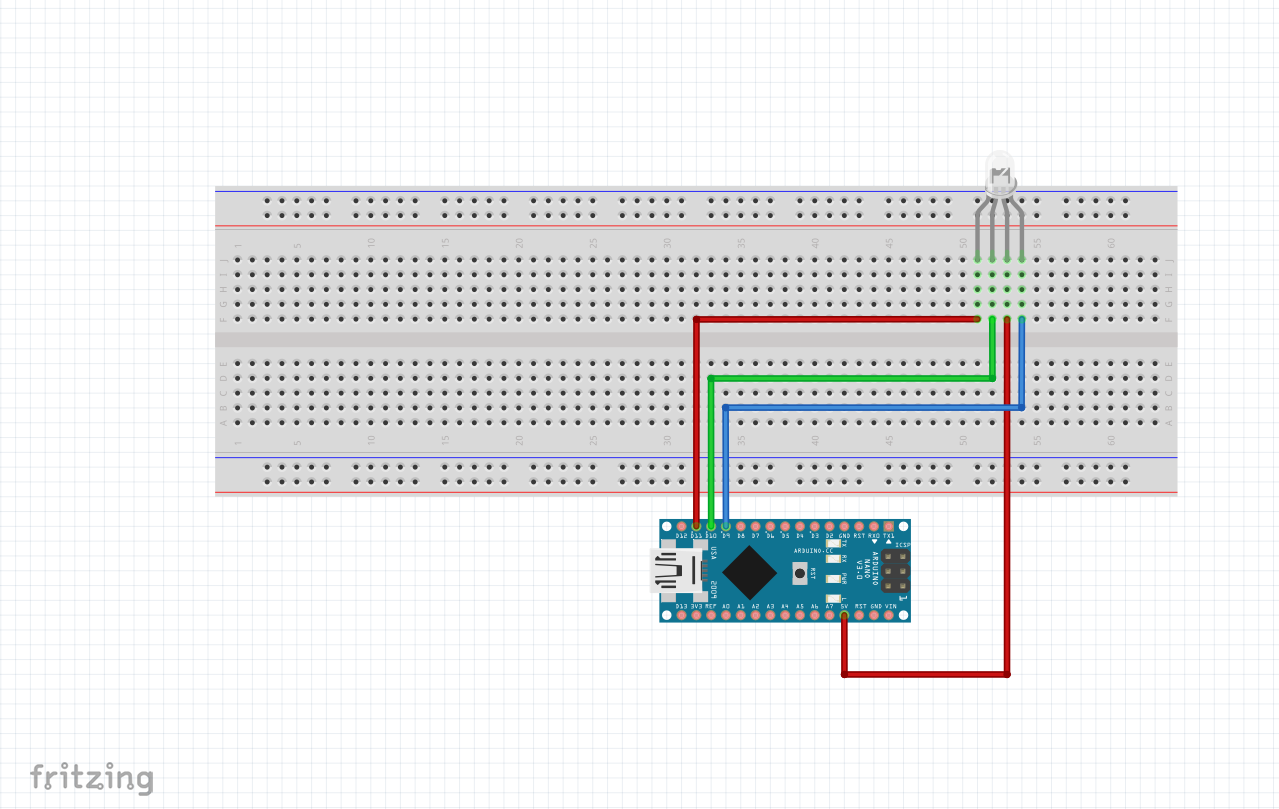 1 5 10 15 20 25 30 35 40 45 50 55 60
J J
I I
H H
G G
F F
E E
D D
C C
B B
A A
1 5 10 15 20 25 30 35 40 45 50 55 60
D12 D11 D10 D9 D8 D7 D6 D5 D4 D3 D2 GND RST RX0 TX1
ICSP
ARDUINO.CC
TX
RX
PWR
L
RST
USA
2009
ARDUINO
NANO
V3.0
1
D13 3V3 REF A0 A1 A2 A3 A4 A5 A6 A7 5V RST GND VIN
fritzing